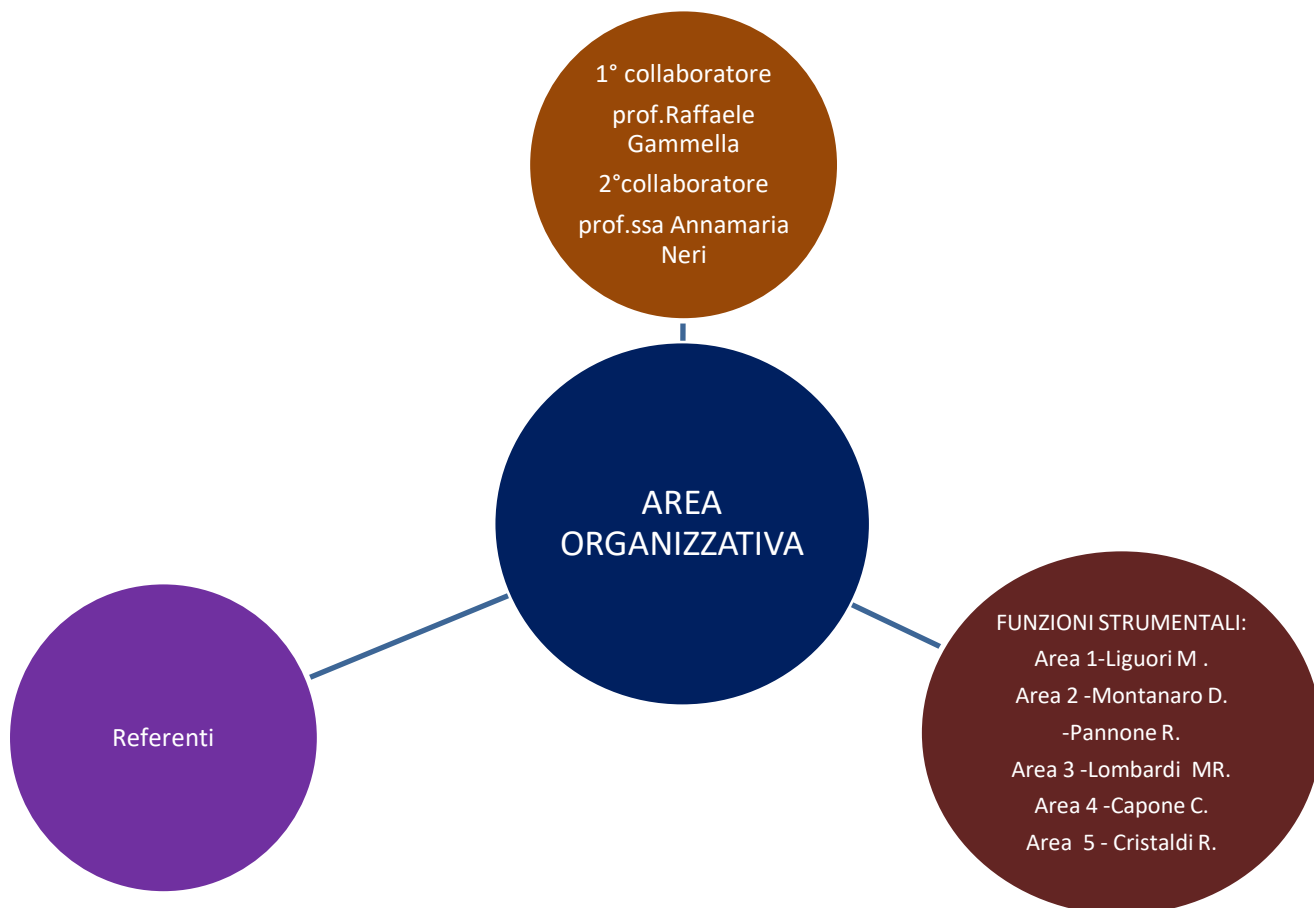 1° collaboratore
prof.Raffaele
Gammella
2°collaboratore
prof.ssa Annamaria
Neri
AREA
ORGANIZZATIVA
Referenti
FUNZIONI STRUMENTALI:
Area 1-Liguori M .
Area 2 -Montanaro D.
-Pannone R.
Area 3 -Lombardi  MR.
Area 4 -Capone C.
Area  5 - Cristaldi R.